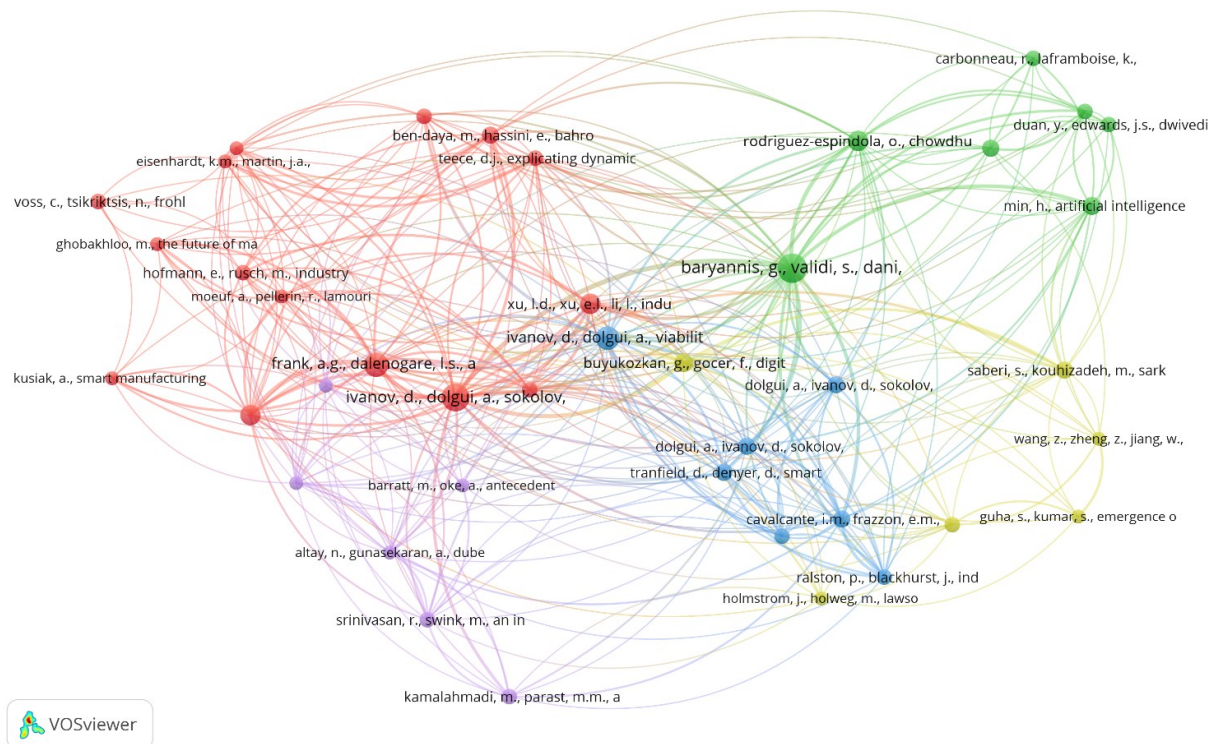 carbonneau, r., laframboise, k.,
duan, y., edwards, j.s., dwivedi
ben-daya, m., hassini, e., bahro
rodriguez-espindola, o., chowdhu
eisenhardt, k.m., martin, j.a.,
teece, d.j., explicating dynamic
voss, c., tsikriktsis, n., frohl
min, h., artificial intelligence
ghobakhloo, m., the future of ma
hofmann, e., rusch, m., industry
baryannis, g., validi, s., dani,
moeuf, a., pellerin, r., lamouri
xu, l.d., xu, e.l., li, l., indu
ivanov, d., dolgui, a., viabilit
frank, a.g., dalenogare, l.s., a
buyukozkan, g., gocer, f., digit
saberi, s., kouhizadeh, m., sark
kusiak, a., smart manufacturing
dolgui, a., ivanov, d., sokolov,
ivanov, d., dolgui, a., sokolov,
wang, z., zheng, z., jiang, w.,
dolgui, a., ivanov, d., sokolov,
tranfield, d., denyer, d., smart
barratt, m., oke, a., antecedent
cavalcante, i.m., frazzon, e.m.,
guha, s., kumar, s., emergence o
altay, n., gunasekaran, a., dube
ralston, p., blackhurst, j., ind
holmstrom, j., holweg, m., lawso
srinivasan, r., swink, m., an in
kamalahmadi, m., parast, m.m., a
VOSviewer